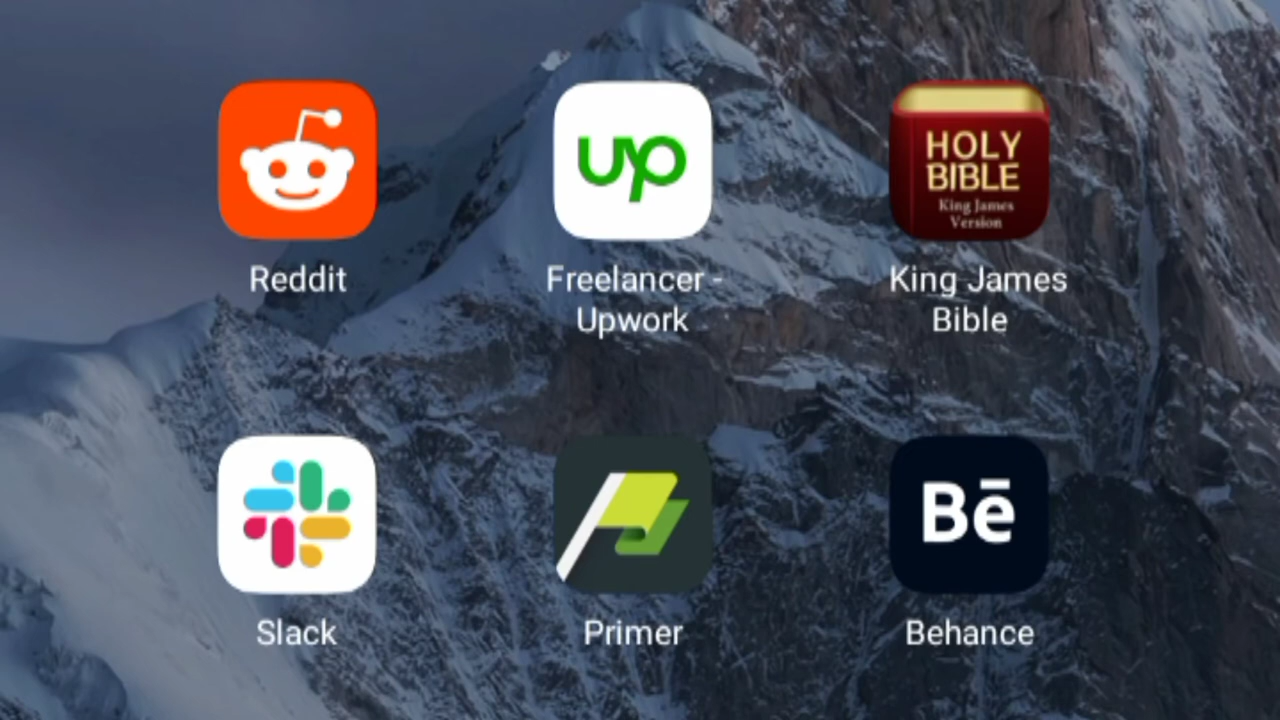 up
HOLY
BIBLE
King James
Version
Reddit
Freelancer -
Upwork
King James
Bible
Bē
Slack
Primer
Behance